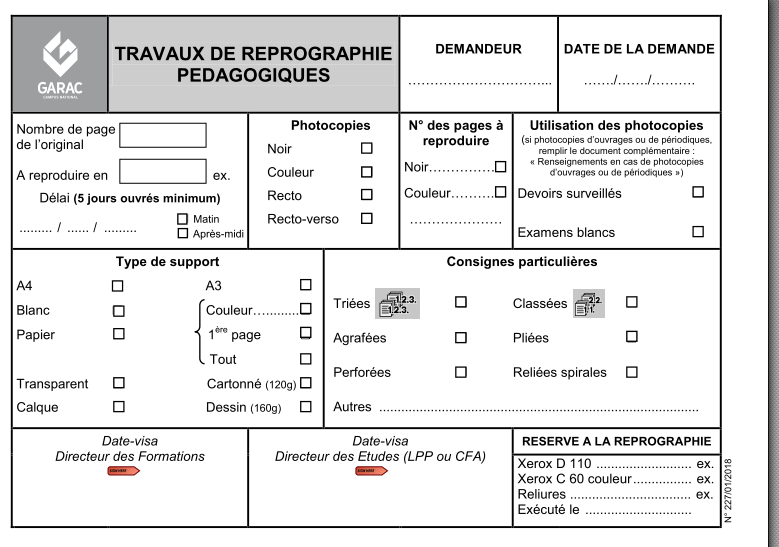 GARAC
CAMPUS NATIONAL
TRAVAUX DE REPROGRAPHIE
PEDAGOGIQUES
DEMANDEUR
.................................
DATE DE LA DEMANDE
......./......./..........
Nombre de page
de l'original
A reproduire en ex.
Délai (5 jours ouvrés minimum)
......... / ...... / .........
Matin
Après-midi
Photocopies
Noir
Couleur
Recto
Recto-verso
N° des pages à
reproduire
Noir...............
Couleur..........
.....................
Utilisation des photocopies
(si photocopies d'ouvrages ou de périodiques,
remplir le document complémentaire :
« Renseignements en cas de photocopies
d'ouvrages ou de périodiques »)
Devoirs surveillés
Examens blancs
Type de support
A4 A3
Blanc Couleur............
Papier 1ère page
Tout
Transparent Cartonné (120g)
Calque Dessin (160g)
Consignes particulières
Triées 1.2.3. 1.2.3. Classées 2.2. 1.
Agrafées Pliées
Perforées Reliées spirales
Autres ........................................................................
Date-visa
Directeur des Formations
Date-visa
Directeur des Etudes (LPP ou CFA)
RESERVE A LA REPROGRAPHIE
Xerox D 110 ....................... ex.
Xerox C 60 couleur.............. ex.
Reliures ............................. ex.
Exécuté le .........................
N° 227/01/2018